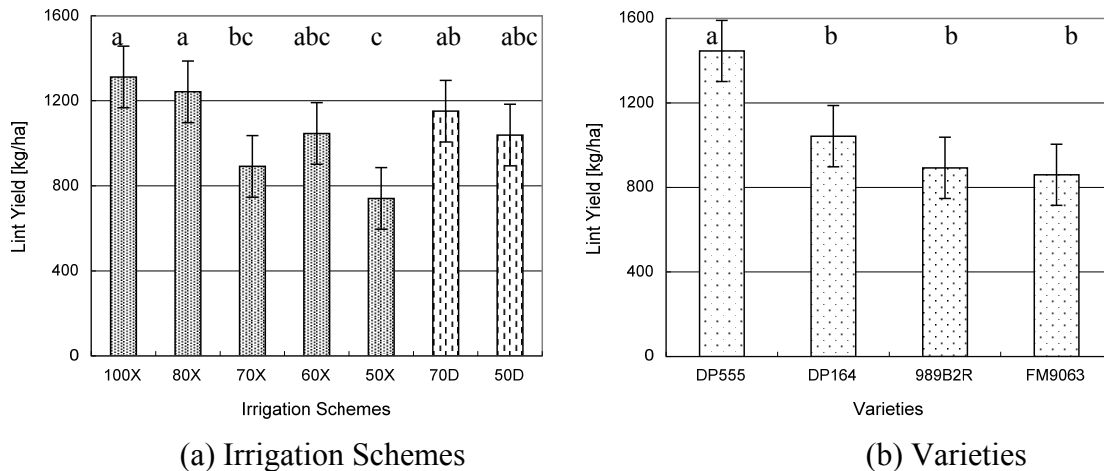 1600
1200
800
400
0
Lint Yield [kg/ha]
a a bc abc c ab abc
100X 80X 70X 60X 50X 70D 50D
Irrigation Schemes
(a) Irrigation Schemes
1600
1200
800
400
0
Lint Yield [kg/ha]
a b b b
DP555 DP164 989B2R FM9063
Varieties
(b) Varieties